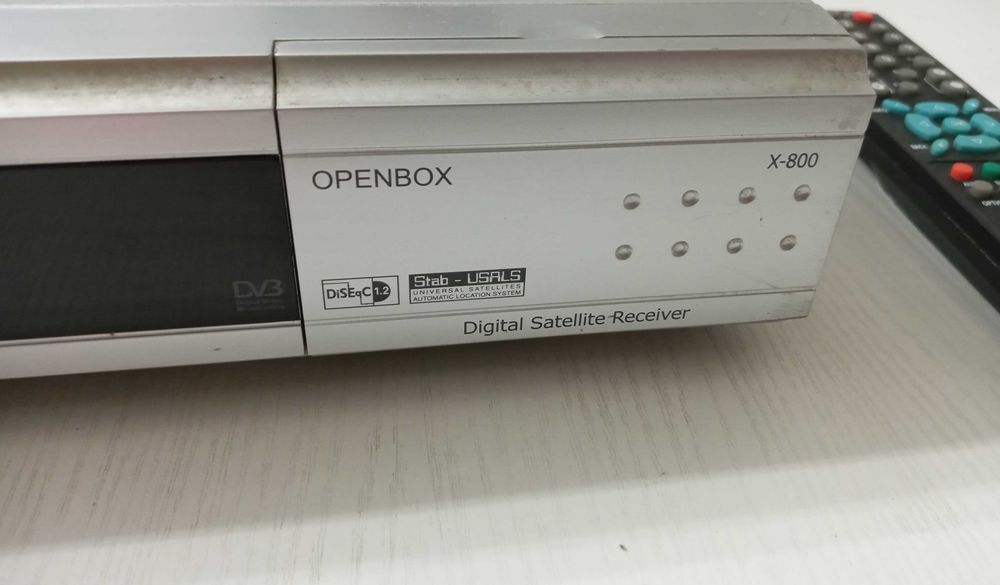 OPENBOX
X-800
DVB
DiSEqC 1.2
Stab - USALS
UNIVERSAL SATELLITES
AUTOMATIC LOCATION SYSTEM
Digital Satellite Receiver